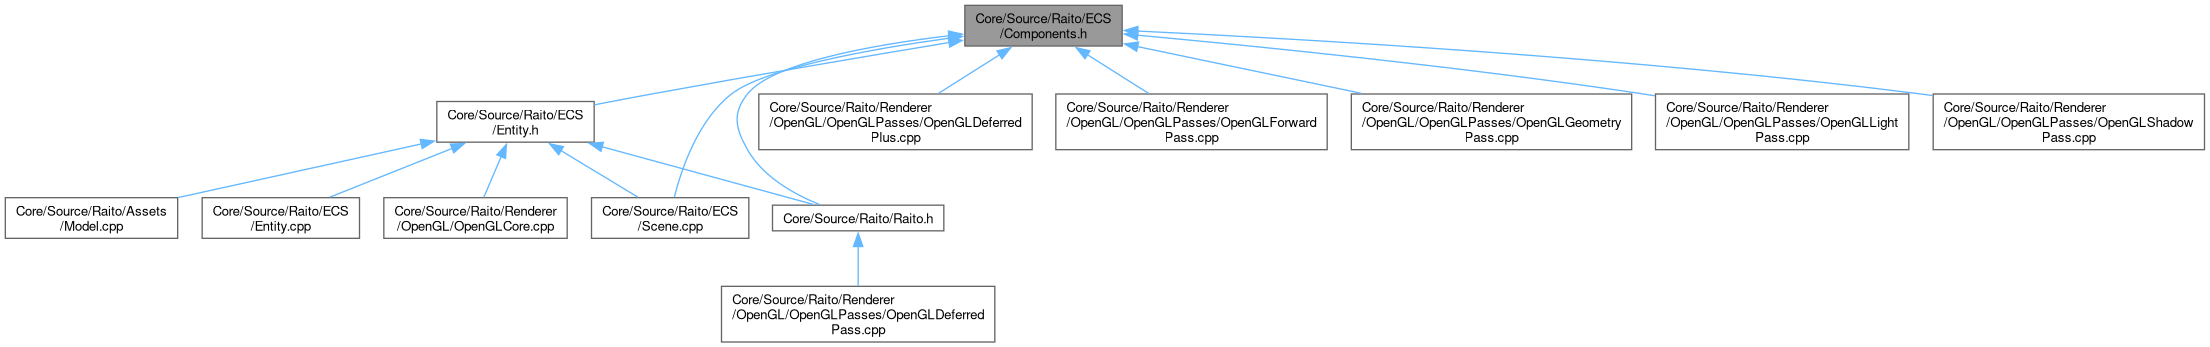 Core/Source/Raito/ECS
/Components.h
Core/Source/Raito/ECS
/Entity.h
Core/Source/Raito/Renderer
/OpenGL/OpenGLPasses/OpenGLDeferred
Plus.cpp
Core/Source/Raito/Renderer
/OpenGL/OpenGLPasses/OpenGLForward
Pass.cpp
Core/Source/Raito/Renderer
/OpenGL/OpenGLPasses/OpenGLGeometry
Pass.cpp
Core/Source/Raito/Renderer
/OpenGL/OpenGLPasses/OpenGLLight
Pass.cpp
Core/Source/Raito/Renderer
/OpenGL/OpenGLPasses/OpenGLShadow
Pass.cpp
Core/Source/Raito/Assets
/Model.cpp
Core/Source/Raito/ECS
/Entity.cpp
Core/Source/Raito/Renderer
/OpenGL/OpenGLCore.cpp
Core/Source/Raito/ECS
/Scene.cpp
Core/Source/Raito/Raito.h
Core/Source/Raito/Renderer
/OpenGL/OpenGLPasses/OpenGLDeferred
Pass.cpp